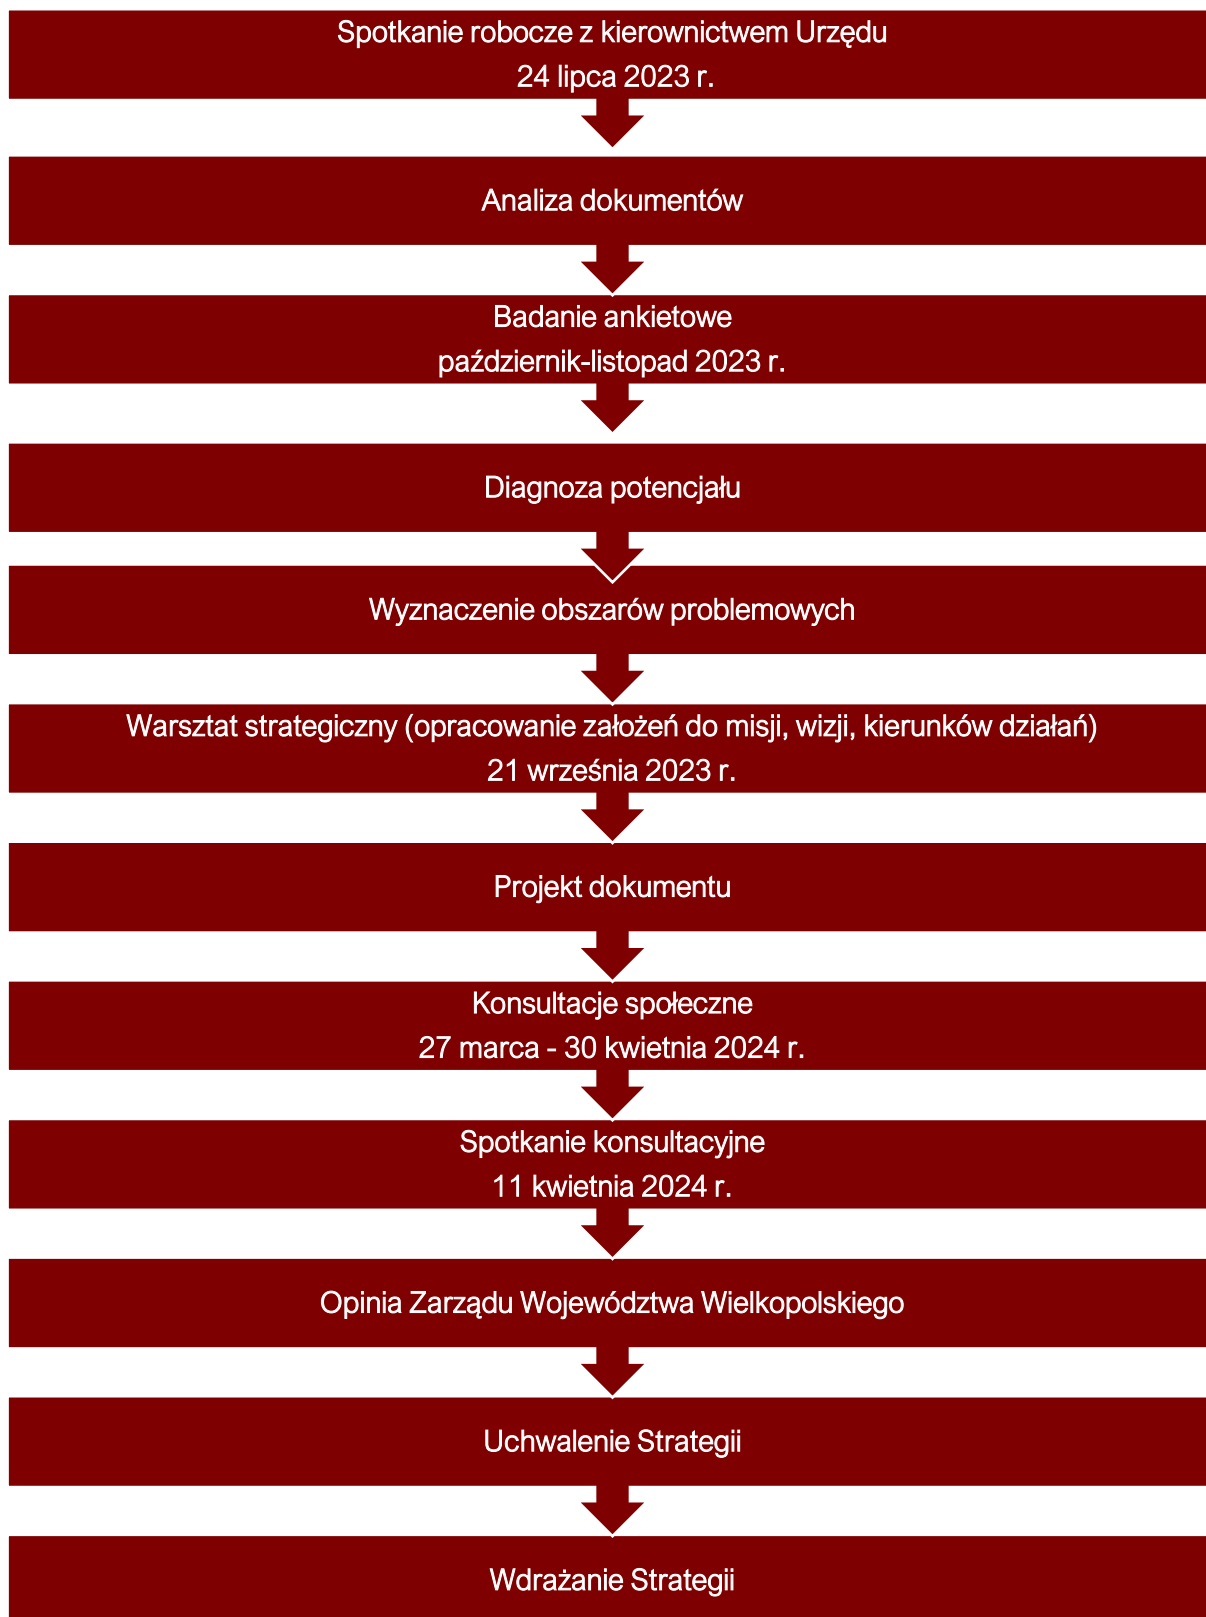 Spotkanie robocze z kierownictwem Urzędu
24 lipca 2023 r.
Analiza dokumentów
Badanie ankietowe
październik-listopad 2023 r.
Diagnoza potencjału
Wyznaczenie obszarów problemowych
Warsztat strategiczny (opracowanie założeń do misji, wizji, kierunków działań)
21 września 2023 r.
Projekt dokumentu
Konsultacje społeczne
27 marca - 30 kwietnia 2024 r.
Spotkanie konsultacyjne
11 kwietnia 2024 r.
Opinia Zarządu Województwa Wielkopolskiego
Uchwalenie Strategii
Wdrażanie Strategii